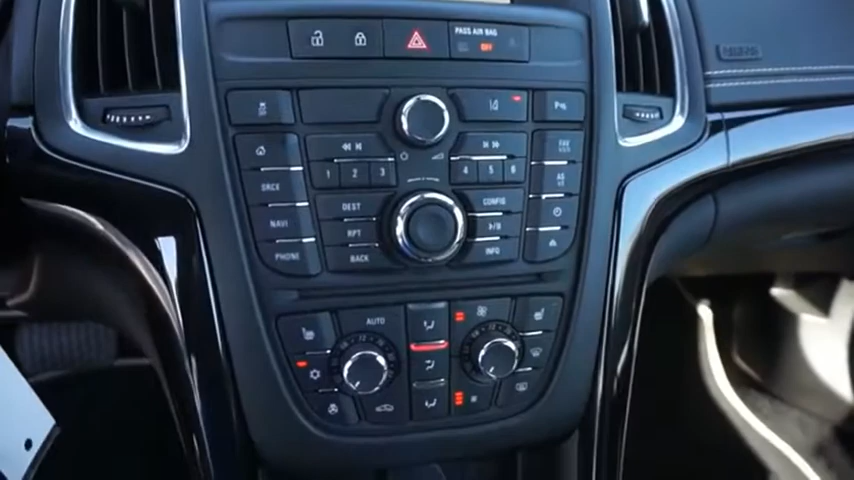 PASS AIR BAG
OFF
FAV
SRCE
1 2 3
4 5 6
AS
NAVI
DEST
CONFIG
RPT
PHONE
BACK
INFO
AUTO